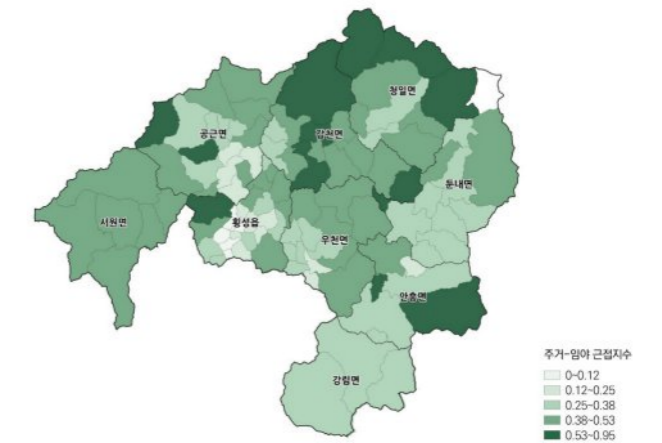 청일면
공근면
갑천면
둔내면
서원면
횡성읍
우천면
안흥면
강림면
주거-임야 근접지수
0~0.12
0.12~0.25
0.25~0.38
0.38~0.53
0.53~0.95